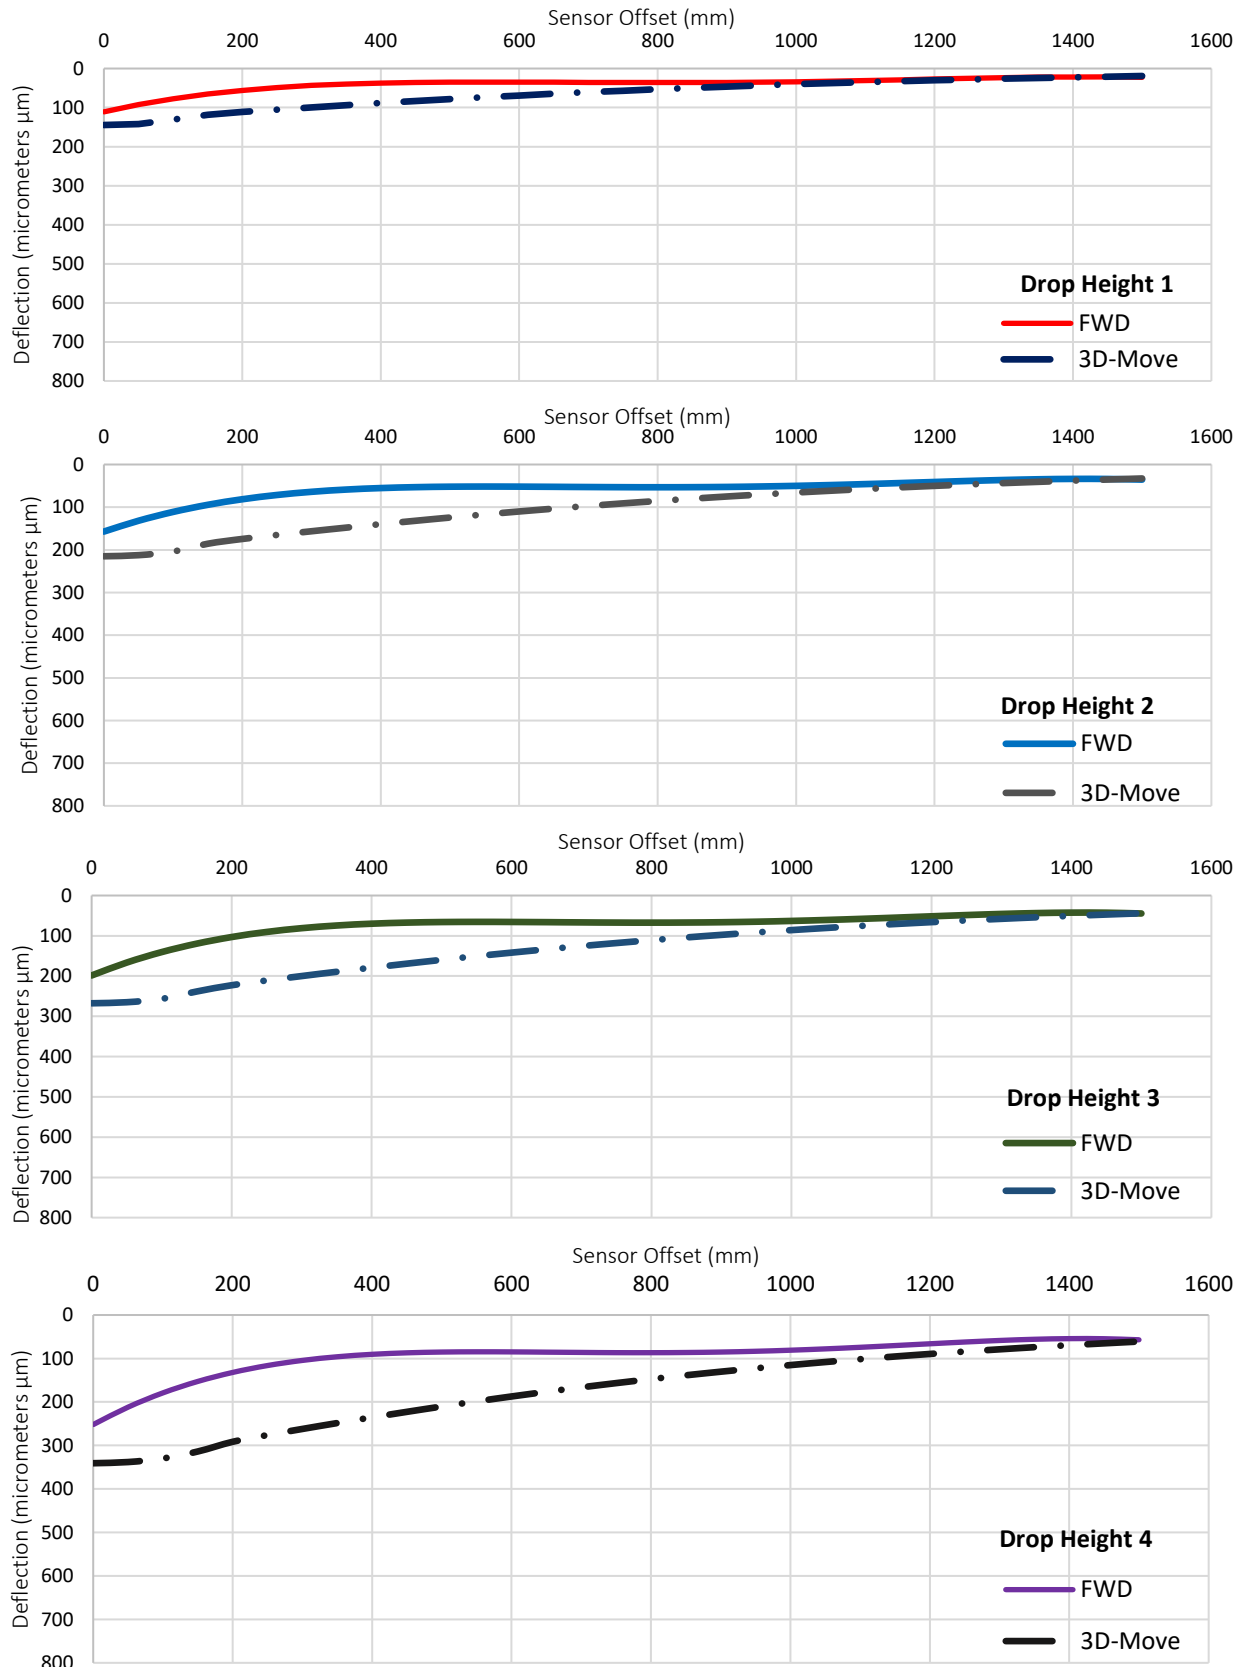 Sensor Offset (mm)
0 200 400 600 800 1000 1200 1400 1600
0
100
200
300
400
500
600
700
800
Deflection (micrometers µm)
Drop Height 1
FWD
3D-Move
Sensor Offset (mm)
0 200 400 600 800 1000 1200 1400 1600
0
100
200
300
400
500
600
700
800
Deflection (micrometers µm)
Drop Height 2
FWD
3D-Move
Sensor Offset (mm)
0 200 400 600 800 1000 1200 1400 1600
0
100
200
300
400
500
600
700
800
Deflection (micrometers µm)
Drop Height 3
FWD
3D-Move
Sensor Offset (mm)
0 200 400 600 800 1000 1200 1400 1600
0
100
200
300
400
500
600
700
800
Deflection (micrometers µm)
Drop Height 4
FWD
3D-Move